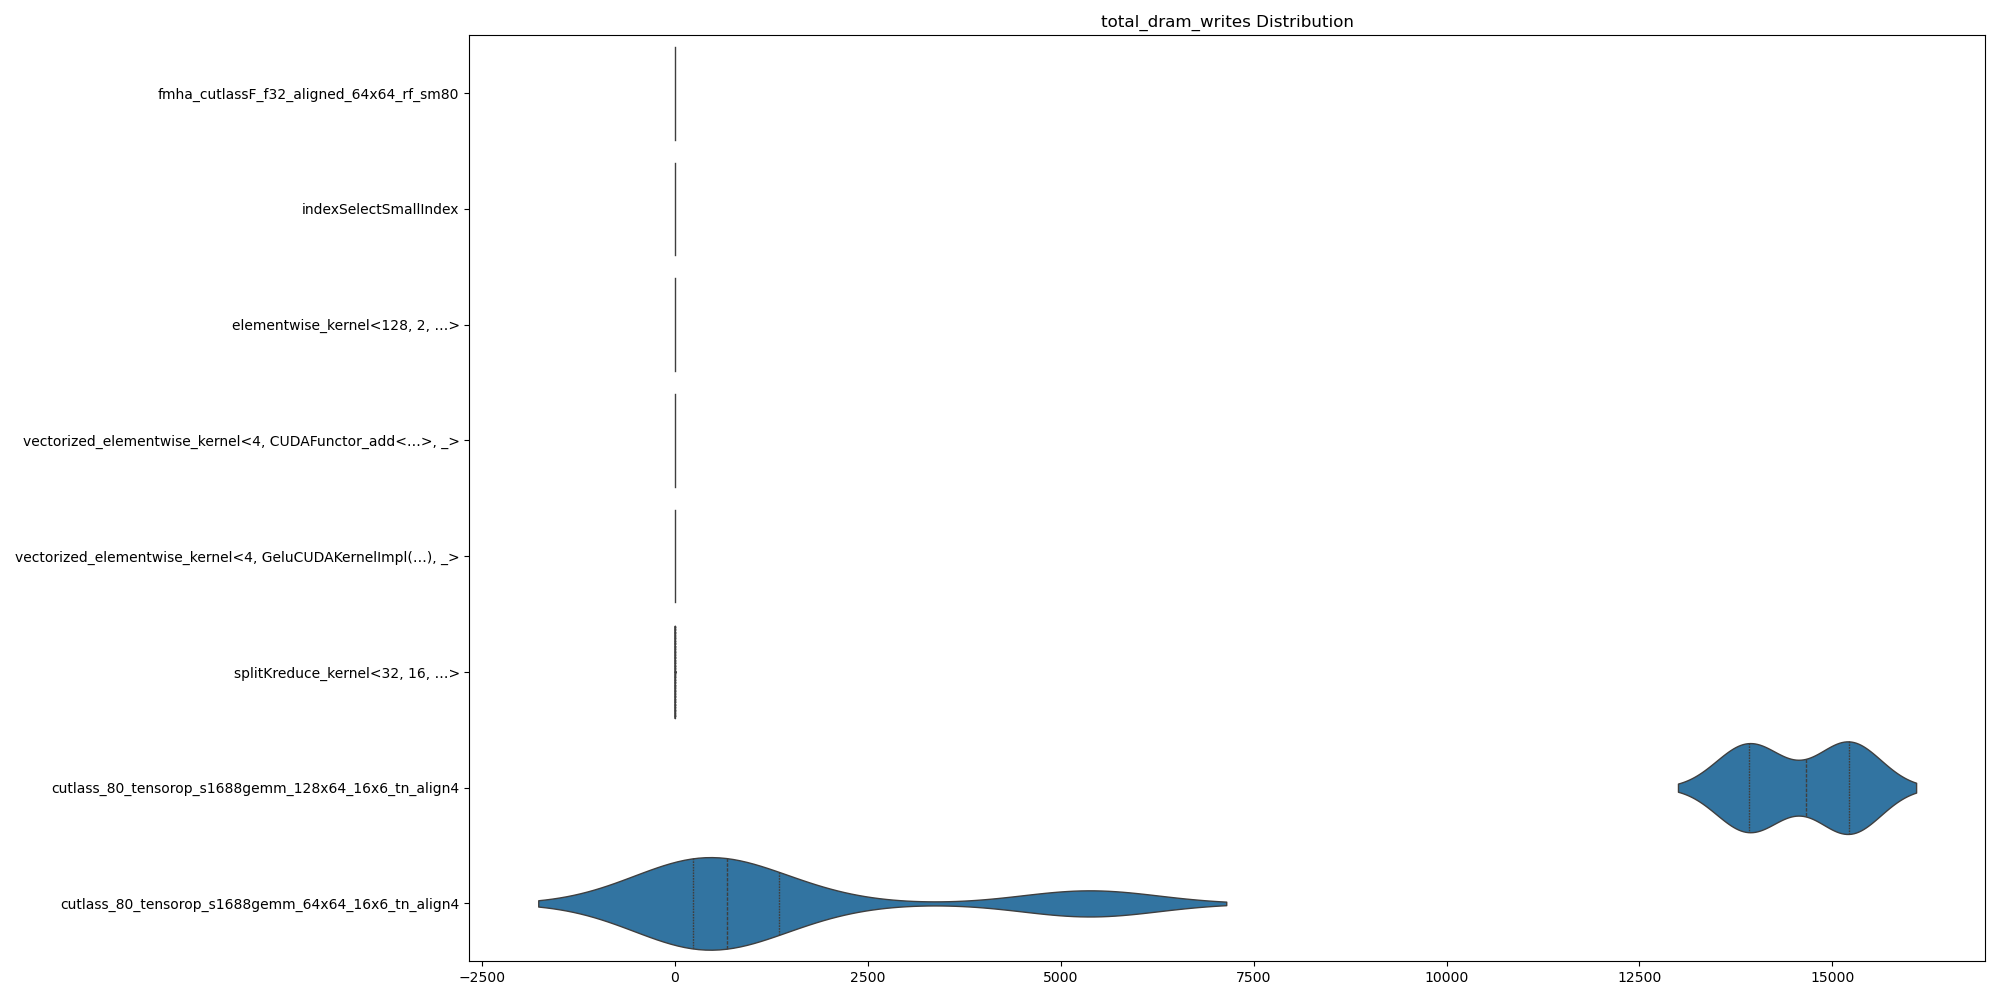 total_dram_writes Distribution
fmha_cutlassF_f32_aligned_64x64_rf_sm80
indexSelectSmallIndex
elementwise_kernel<128, 2, ...>
vectorized_elementwise_kernel<4, CUDAFunctor_add<...>, _>
vectorized_elementwise_kernel<4, GeluCUDAKernelImpl(...), _>
splitKreduce_kernel<32, 16, ...>
cutlass_80_tensorop_s1688gemm_128x64_16x6_tn_align4
cutlass_80_tensorop_s1688gemm_64x64_16x6_tn_align4
−2500 0 2500 5000 7500 10000 12500 15000